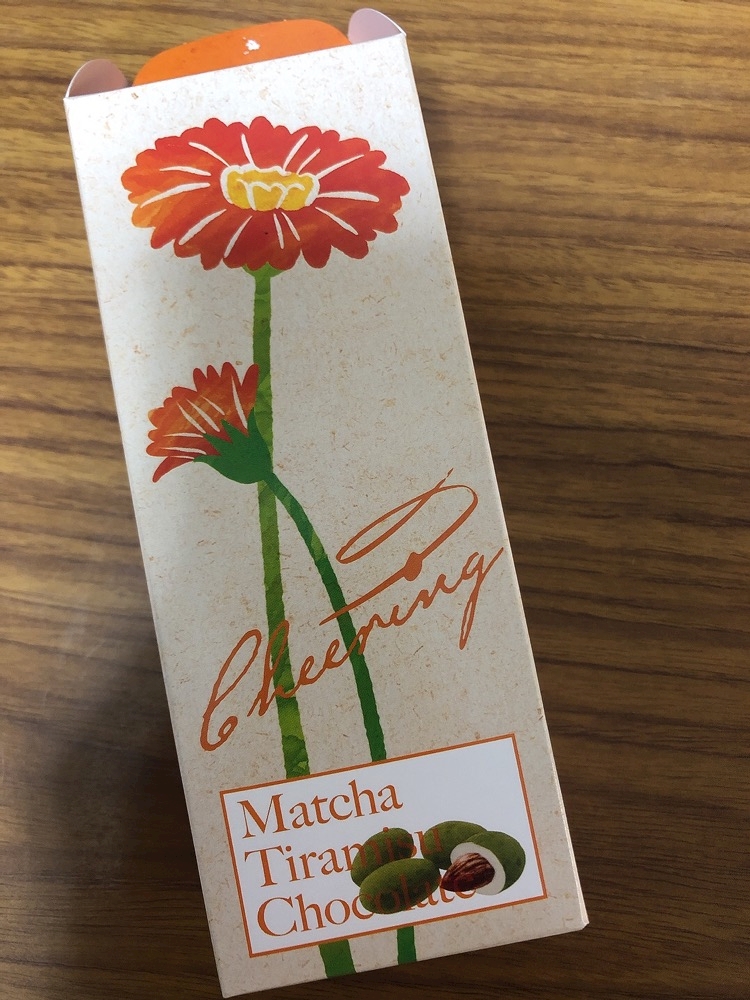 Cheering
Matcha
Tiramisu
Chocolate